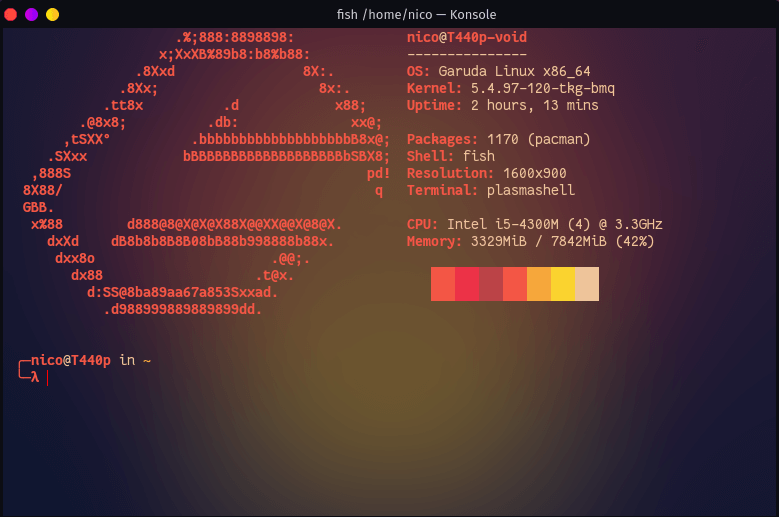 fish /home/nico — Konsole
.%;888:8898898:
x;XxXB%89b8:b8%b88:
.8Xxd 8X:.
.8Xx; 8x:.
.tt8x .d x88;
.@8x8; .db: xx@;
,tSXX° .bbbbbbbbbbbbbbbbbbbB8x@;
.SXxx bBBBBBBBBBBBBBBBBBBBbSBX8;
,888S pd!
8X88/ q
GBB.
x%88 d888@8@X@X@X88X@@XX@@X@8@X.
dxXd dB8b8b8B8B08bB88b998888b88x.
dxx8o .@@;.
dx88 .t@x.
d:SS@8ba89aa67a853Sxxad.
.d988999889889899dd.
nico@T440p-void
---------------
OS: Garuda Linux x86_64
Kernel: 5.4.97-120-tkg-bmq
Uptime: 2 hours, 13 mins
Packages: 1170 (pacman)
Shell: fish
Resolution: 1600x900
Terminal: plasmashell
CPU: Intel i5-4300M (4) @ 3.3GHz
Memory: 3329MiB / 7842MiB (42%)
╭─nico@T440p in ~
╰─λ